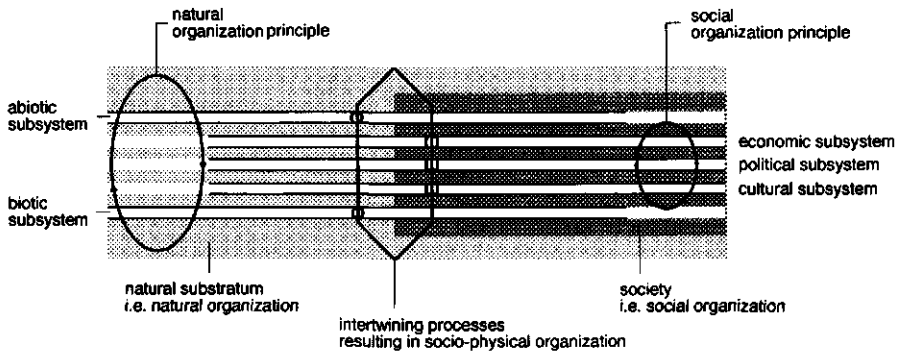 natural
organization principle
social
organization principle
abiotic
subsystem
economic subsystem
political subsystem
cultural subsystem
biotic
subsystem
natural substratum
i.e. natural organization
society
i.e. social organization
intertwining processes
resulting in socio-physical organization